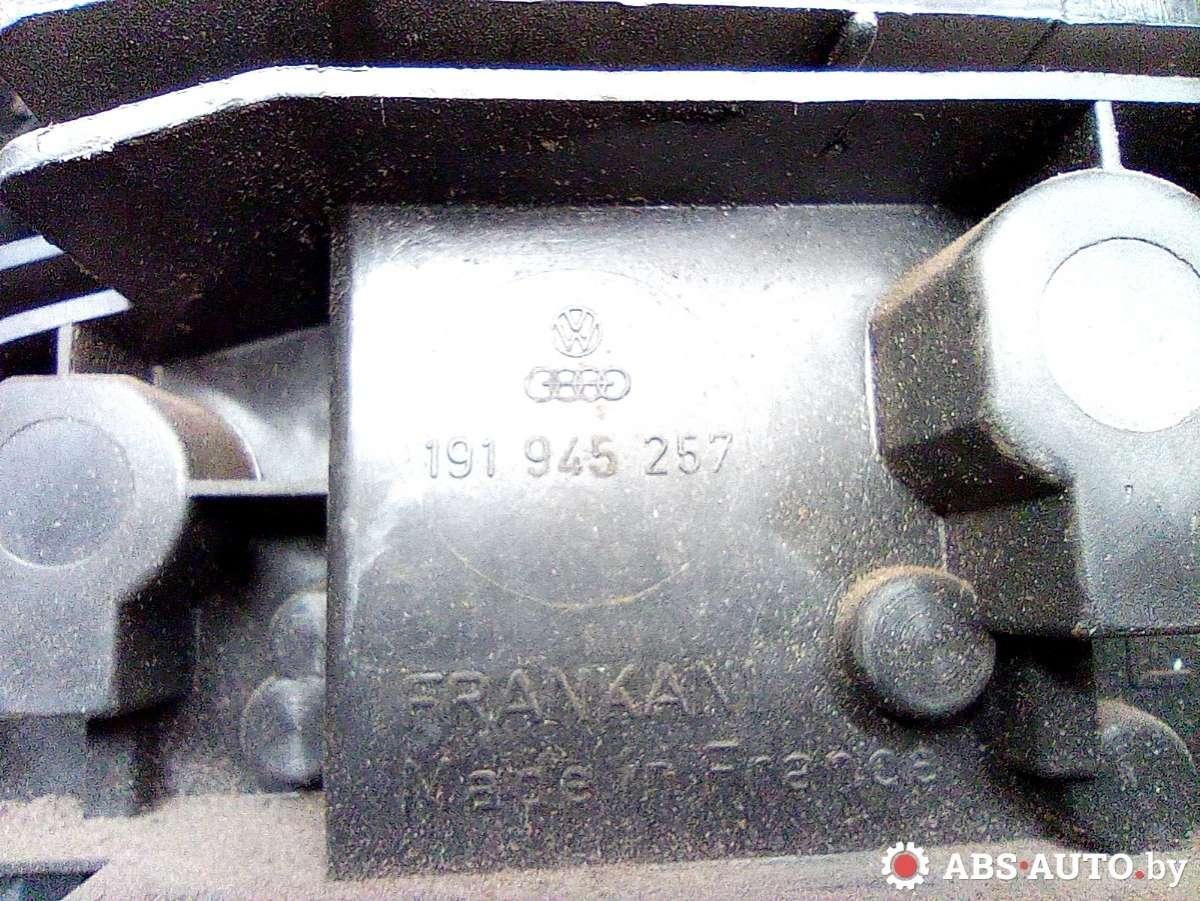 191 945 257
FRANKANI
Made in France
ABS-AUTO.by